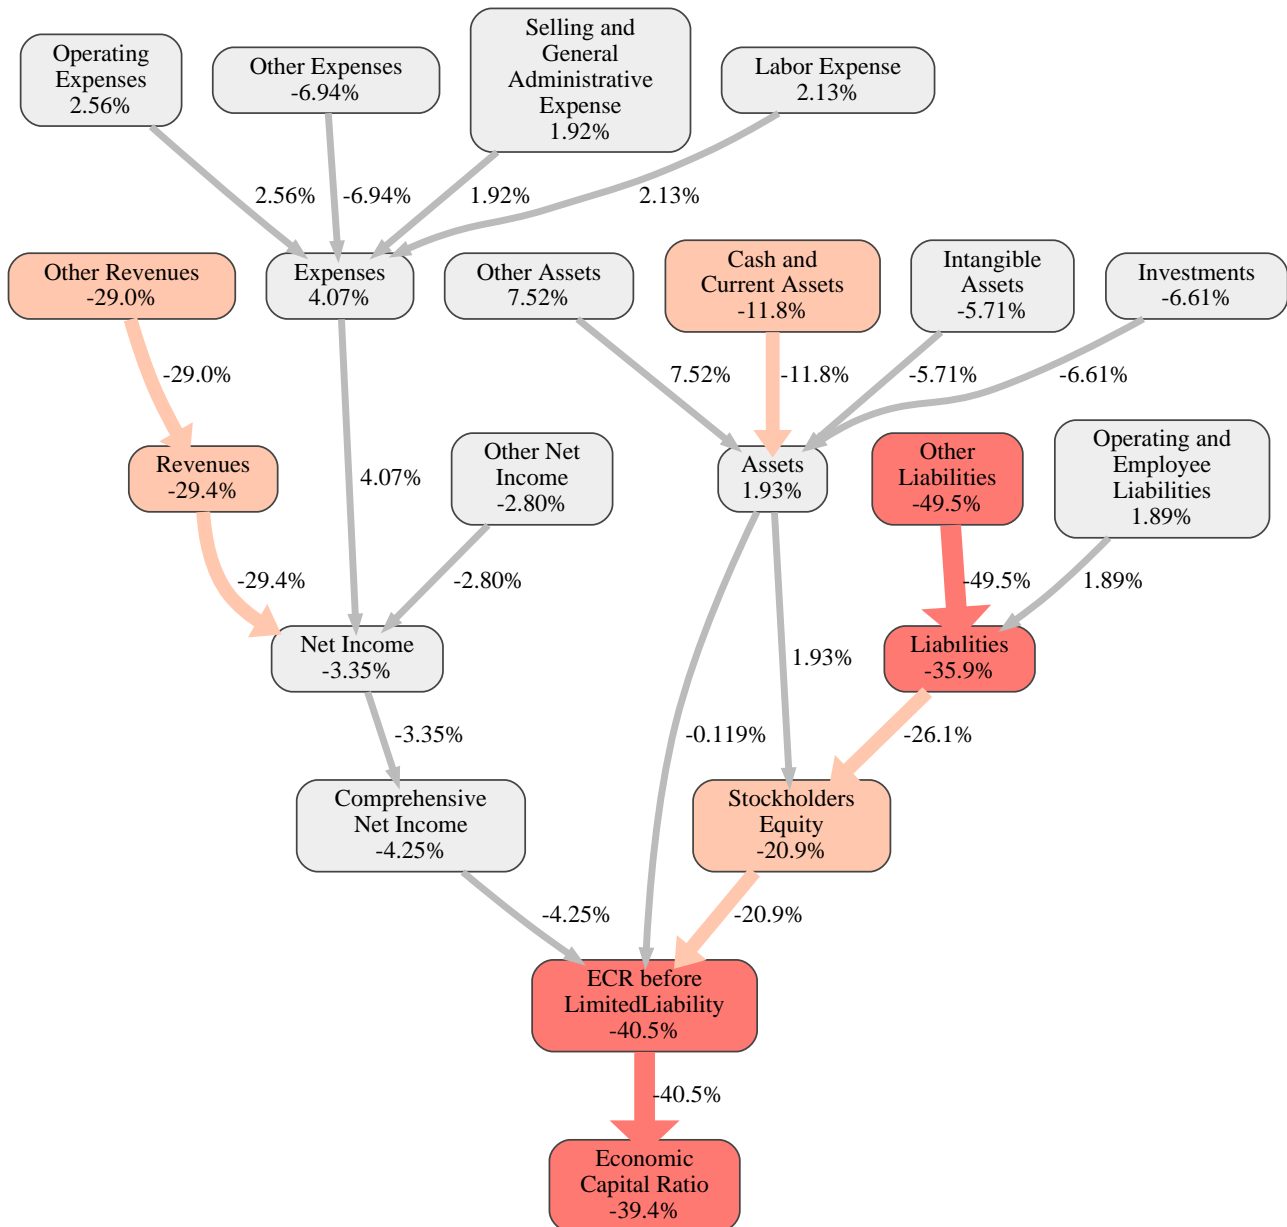 Operating
Expenses
2.56%
Other Expenses
-6.94%
Selling and
General
Administrative
Expense
1.92%
Labor Expense
2.13%
2.56%
-6.94%
1.92%
2.13%
Other Revenues
-29.0%
Expenses
4.07%
Other Assets
7.52%
Cash and
Current Assets
-11.8%
Intangible
Assets
-5.71%
Investments
-6.61%
-29.0%
7.52%
-11.8%
-5.71%
-6.61%
Revenues
-29.4%
4.07%
Other Net
Income
-2.80%
Assets
1.93%
Other
Liabilities
-49.5%
Operating and
Employee
Liabilities
1.89%
-29.4%
-2.80%
-49.5%
1.89%
Net Income
-3.35%
1.93%
Liabilities
-35.9%
-3.35%
-0.119%
-26.1%
Comprehensive
Net Income
-4.25%
Stockholders
Equity
-20.9%
-4.25%
-20.9%
ECR before
LimitedLiability
-40.5%
-40.5%
Economic
Capital Ratio
-39.4%